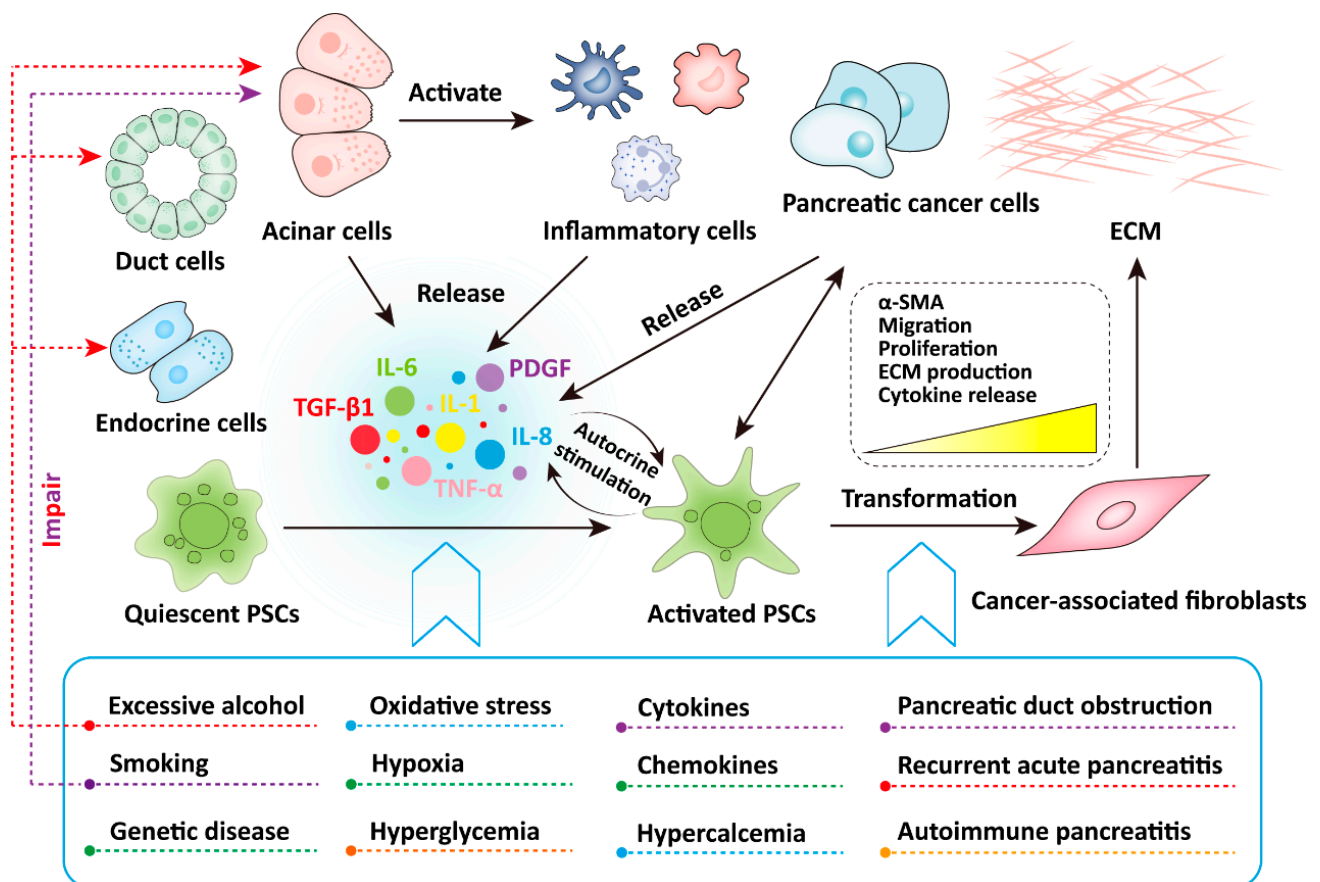 Activate
Duct cells
Acinar cells
Inflammatory cells
Pancreatic cancer cells
ECM
Release
Release
α-SMA
Migration
Proliferation
ECM production
Cytokine release
IL-6
PDGF
TGF-β1
IL-1
IL-8
TNF-α
Endocrine cells
Autocrine
stimulation
Impair
Transformation
Quiescent PSCs
Activated PSCs
Cancer-associated fibroblasts
Excessive alcohol
Oxidative stress
Cytokines
Pancreatic duct obstruction
Smoking
Hypoxia
Chemokines
Recurrent acute pancreatitis
Genetic disease
Hyperglycemia
Hypercalcemia
Autoimmune pancreatitis